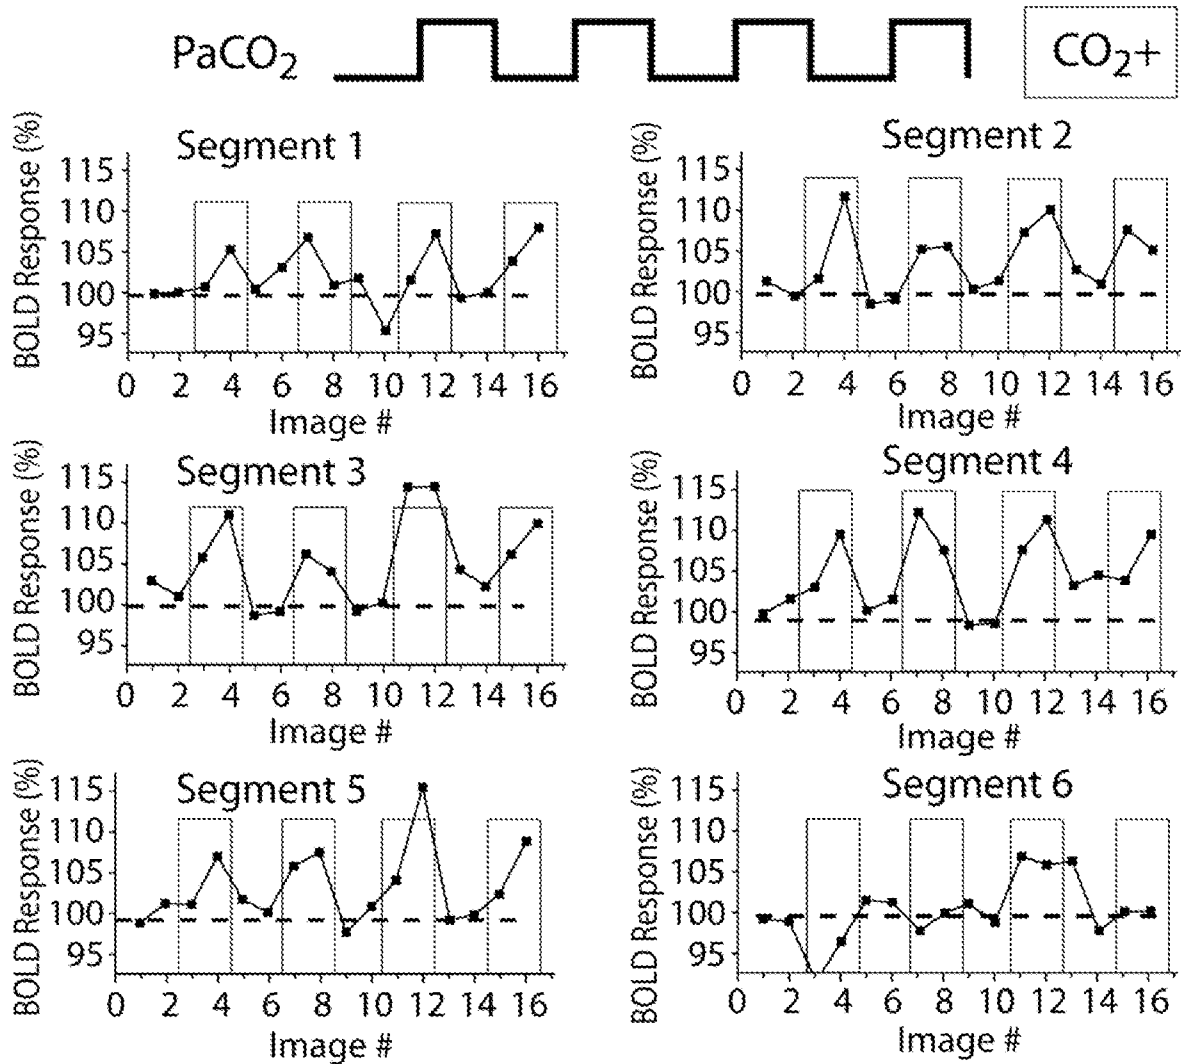 PaCO₂
CO₂+
Segment 1
BOLD Response (%)
115
110
105
100
95
0 2 4 6 8 10 12 14 16
Image #
Segment 2
BOLD Response (%)
115
110
105
100
95
0 2 4 6 8 10 12 14 16
Image #
Segment 3
BOLD Response (%)
115
110
105
100
95
0 2 4 6 8 10 12 14 16
Image #
Segment 4
BOLD Response (%)
115
110
105
100
95
0 2 4 6 8 10 12 14 16
Image #
Segment 5
BOLD Response (%)
115
110
105
100
95
0 2 4 6 8 10 12 14 16
Image #
Segment 6
BOLD Response (%)
115
110
105
100
95
0 2 4 6 8 10 12 14 16
Image #